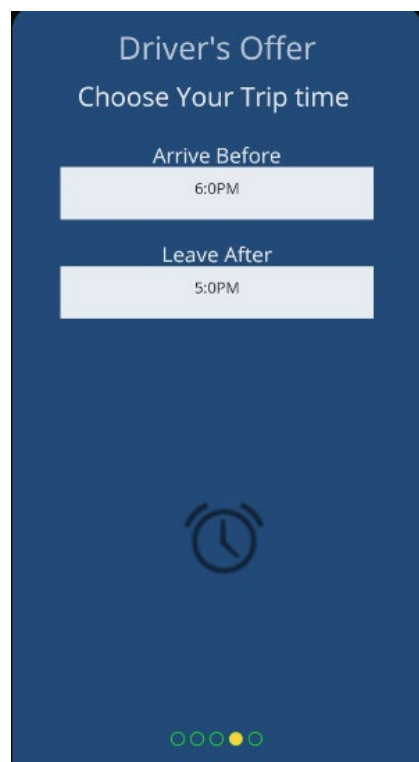 Driver's Offer
Choose Your Trip time
Arrive Before
6:0PM
Leave After
5:0PM